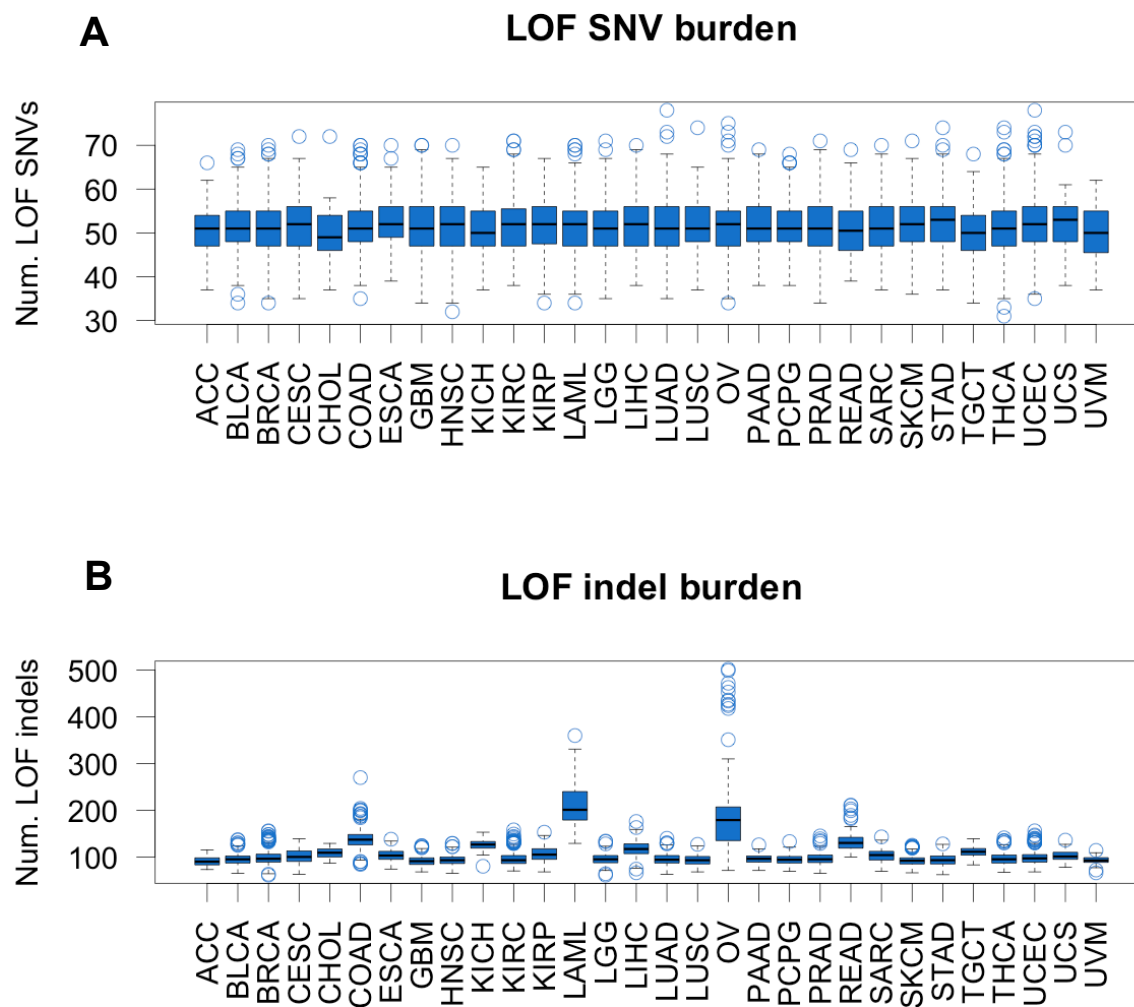 A
LOF SNV burden
Num. LOF SNVs
70
60
50
40
30
ACC BLCA BRCA CESC CHOL COAD ESCA GBM HNSC KICH KIRC KIRP LAML LGG LIHC LUAD LUSC OV PAAD PCPG PRAD READ SARC SKCM STAD TGCT THCA UCEC UCS UVM
B
LOF indel burden
Num. LOF indels
500
400
300
200
100
ACC BLCA BRCA CESC CHOL COAD ESCA GBM HNSC KICH KIRC KIRP LAML LGG LIHC LUAD LUSC OV PAAD PCPG PRAD READ SARC SKCM STAD TGCT THCA UCEC UCS UVM